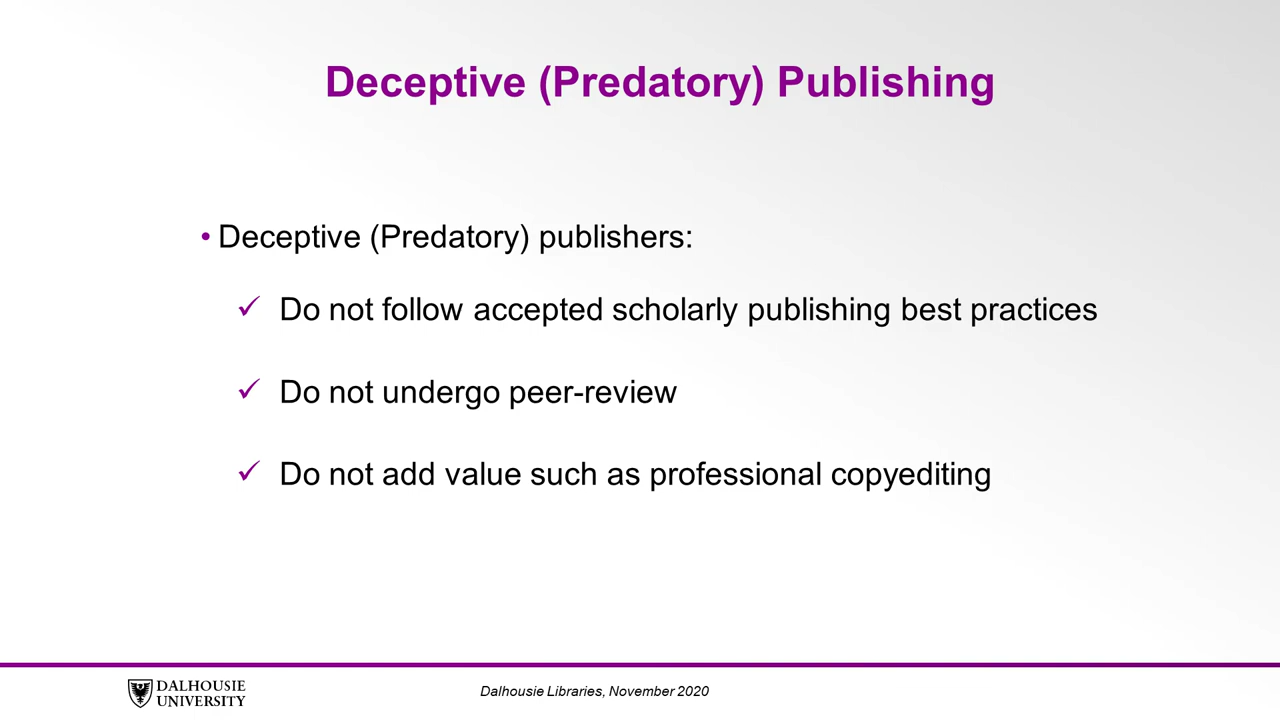 Deceptive (Predatory) Publishing
• Deceptive (Predatory) publishers:
✓ Do not follow accepted scholarly publishing best practices
✓ Do not undergo peer-review
✓ Do not add value such as professional copyediting
DALHOUSIE
UNIVERSITY
Dalhousie Libraries, November 2020